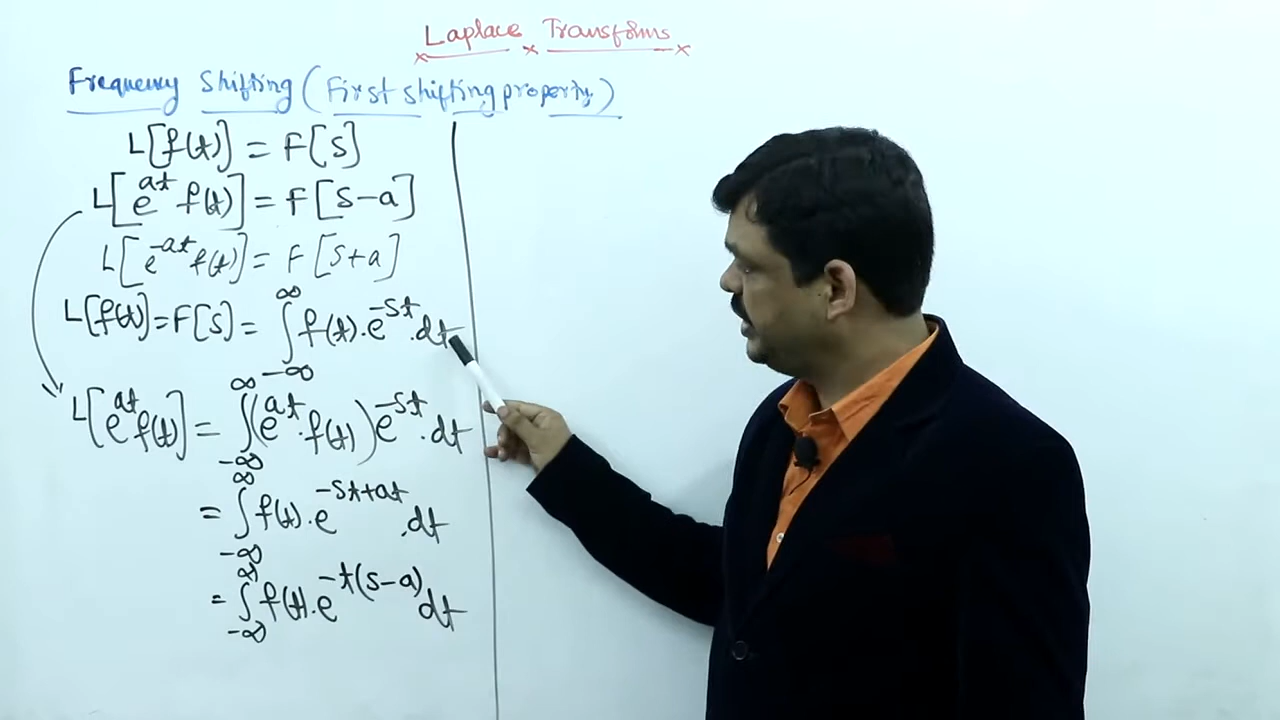 Laplace Transforms
Frequency Shifting (First shifting property)
L[f(t)] = F[S]
L[e^{at} f(t)] = F[S-a]
L[e^{-at} f(t)] = F[S+a]
L[f(t)] = F[S] = ∫_{-∞}^{∞} f(t).e^{-St}.dt
L[e^{at} f(t)] = ∫_{-∞}^{∞} (e^{at}.f(t)) e^{-St}.dt
= ∫_{-∞}^{∞} f(t).e^{-St+at}.dt
= ∫_{-∞}^{∞} f(t).e^{-t(S-a)} dt